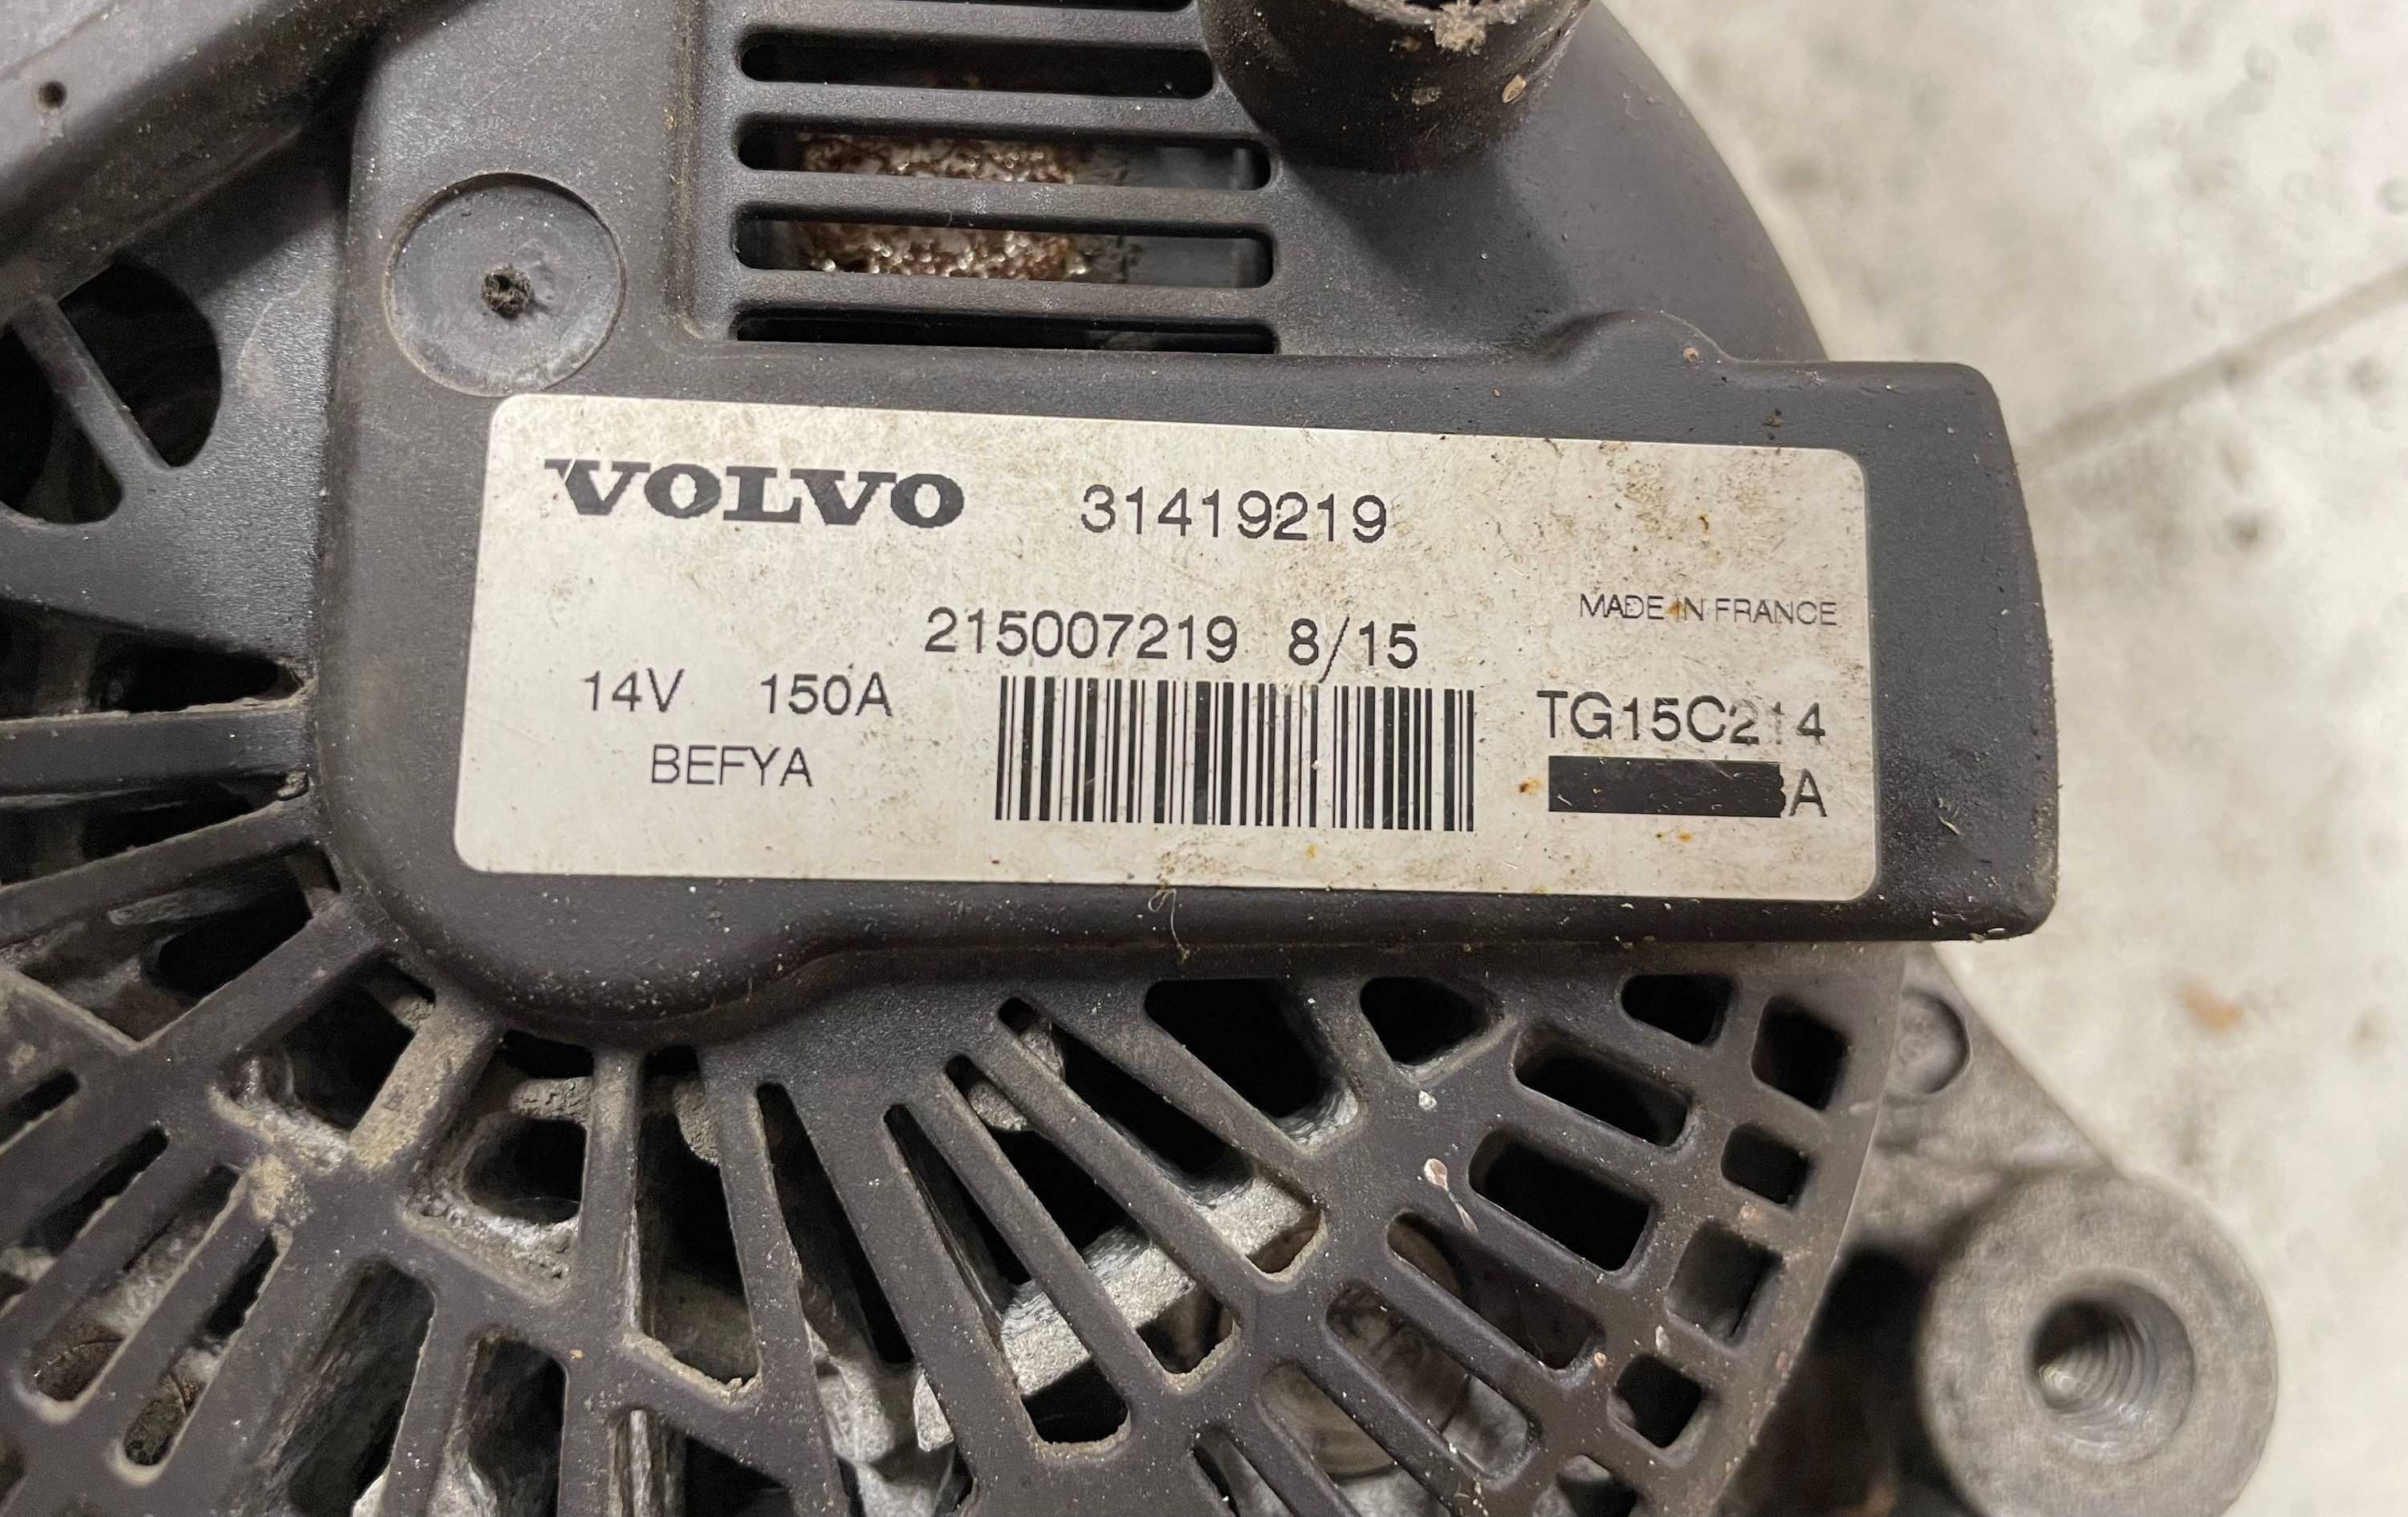 VOLVO 31419219
MADE IN FRANCE
215007219 8/15
14V 150A
TG15C214
BEFYA
A